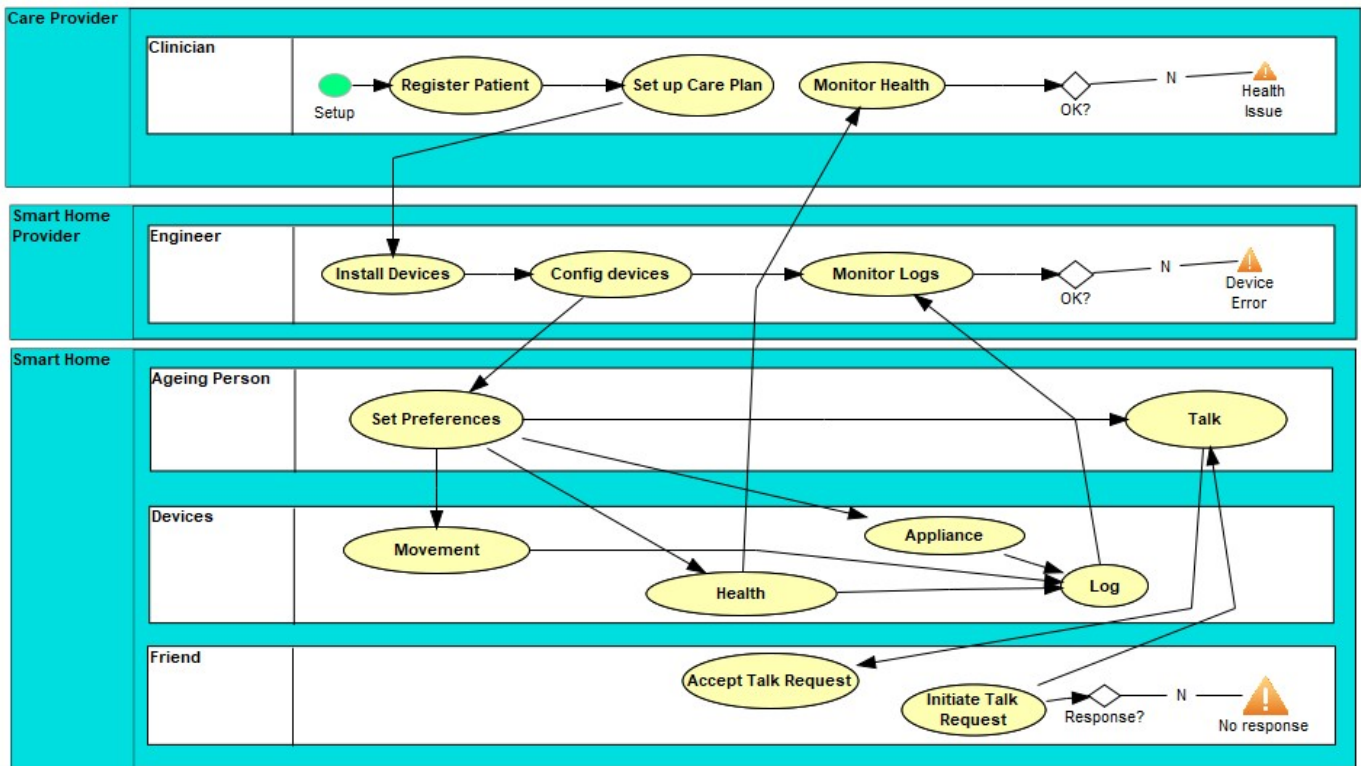 Care Provider
Clinician
Setup
Register Patient
Set up Care Plan
Monitor Health
OK?
N
Health
Issue
Smart Home
Provider
Engineer
Install Devices
Config devices
Monitor Logs
OK?
N
Device
Error
Smart Home
Ageing Person
Set Preferences
Talk
Devices
Movement
Health
Appliance
Log
Friend
Accept Talk Request
Initiate Talk
Request
Response?
N
No response